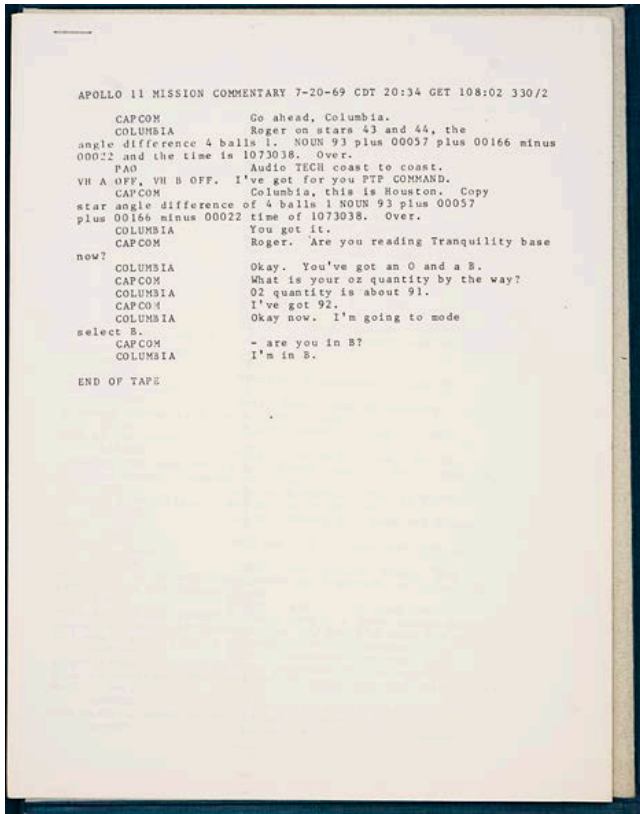 APOLLO 11 MISSION COMMENTARY 7-20-69 CDT 20:34 GET 108:02 330/2
CAPCOM Go ahead, Columbia.
COLUMBIA Roger on stars 43 and 44, the
angle difference 4 balls 1. NOUN 93 plus 00057 plus 00166 minus
00022 and the time is 1073038. Over.
PAO Audio TECH coast to coast.
VH A OFF, VH B OFF. I've got for you PTP COMMAND.
CAPCOM Columbia, this is Houston. Copy
star angle difference of 4 balls 1 NOUN 93 plus 00057
plus 00166 minus 00022 time of 1073038. Over.
COLUMBIA You got it.
CAPCOM Roger. Are you reading Tranquility base
now?
COLUMBIA Okay. You've got an O and a B.
CAPCOM What is your oz quantity by the way?
COLUMBIA O2 quantity is about 91.
CAPCOM I've got 92.
COLUMBIA Okay now. I'm going to mode
select B.
CAPCOM - are you in B?
COLUMBIA I'm in B.
END OF TAPE